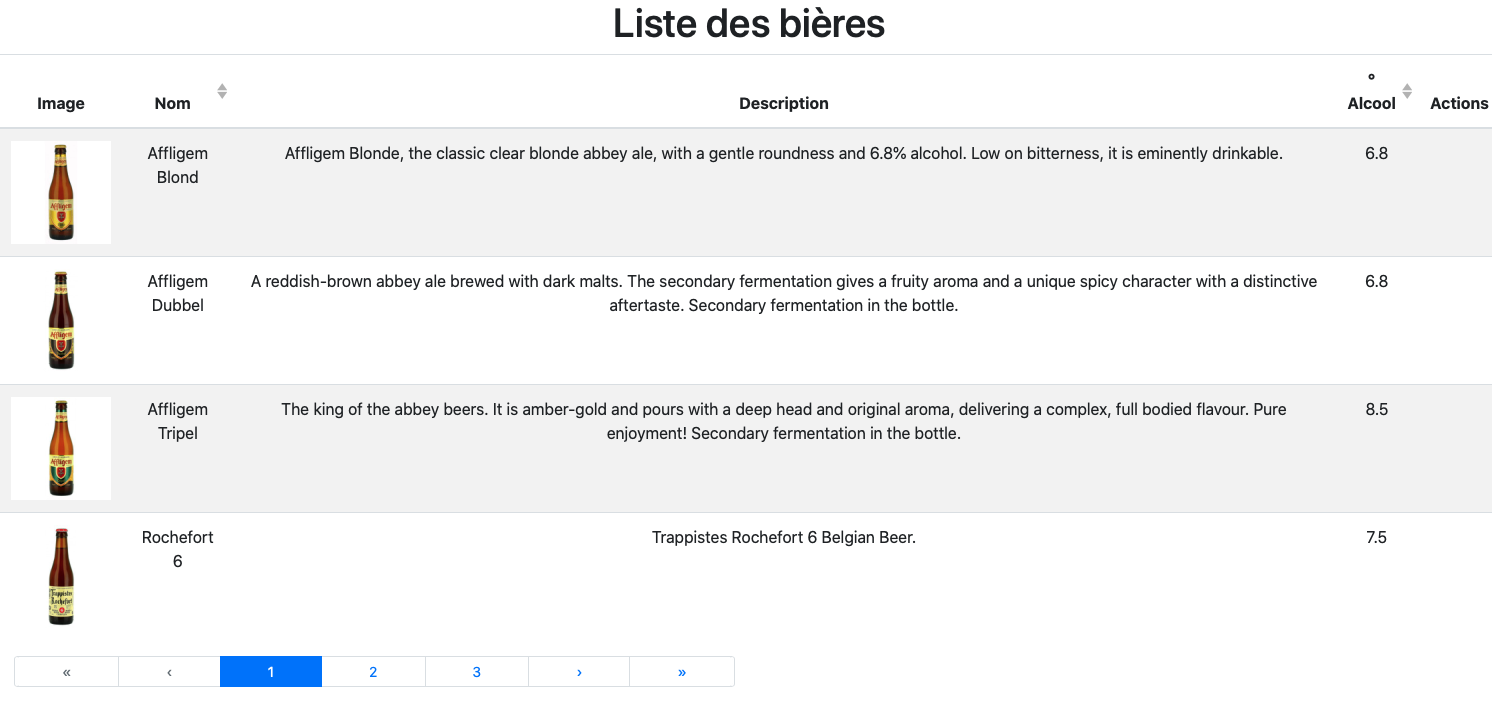 Liste des bières
Image Nom Description ° Alcool Actions
Affligem Affligem Blonde, the classic clear blonde abbey ale, with a gentle roundness and 6.8% alcohol. Low on bitterness, it is eminently drinkable. 6.8
Blond
Affligem
Affligem A reddish-brown abbey ale brewed with dark malts. The secondary fermentation gives a fruity aroma and a unique spicy character with a distinctive 6.8
Dubbel aftertaste. Secondary fermentation in the bottle.
Affligem
Affligem The king of the abbey beers. It is amber-gold and pours with a deep head and original aroma, delivering a complex, full bodied flavour. Pure 8.5
Tripel enjoyment! Secondary fermentation in the bottle.
Affligem
Rochefort Trappistes Rochefort 6 Belgian Beer. 7.5
6
Trappistes
Rochefort
« ‹ 1 2 3 › »